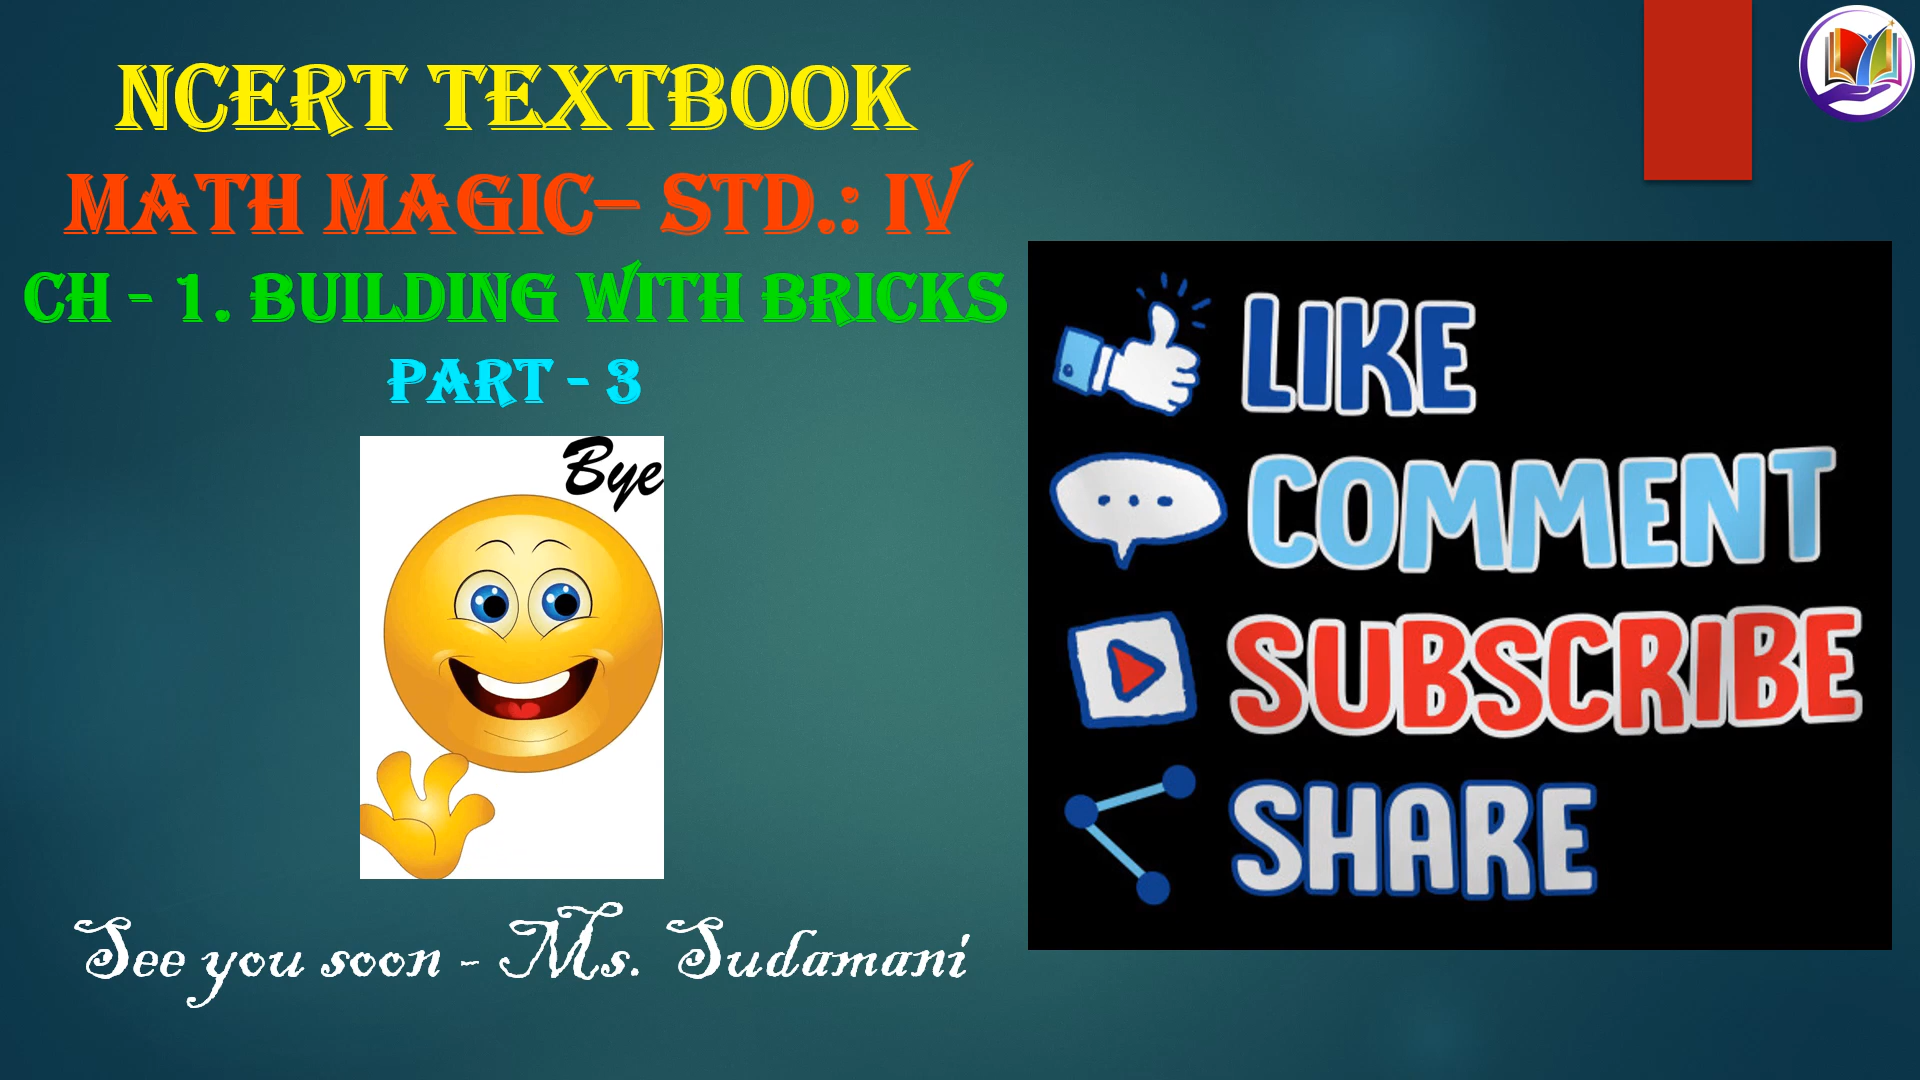 NCERT TEXTBOOK
MATH MAGIC– STD.: IV
CH - 1. BUILDING WITH BRICKS
PART - 3
Bye
See you soon - Ms. Sudamani
LIKE
COMMENT
SUBSCRIBE
SHARE